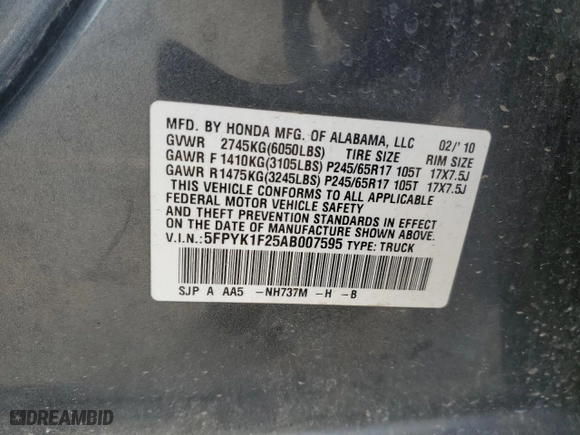 MFD. BY HONDA MFG. OF ALABAMA, LLC 02/'10
GVWR 2745KG(6050LBS) TIRE SIZE RIM SIZE
GAWR F 1410KG(3105LBS) P245/65R17 105T 17X7.5J
GAWR R1475KG(3245LBS) P245/65R17 105T 17X7.5J
THIS VEHICLE CONFORMS TO ALL APPLICABLE
FEDERAL MOTOR VEHICLE SAFETY
AND THEFT PREVENTION STANDARDS IN EFFECT
ON THE DATE OF MANUFACTURE SHOWN ABOVE.
V.I.N.:5FPYK1F25AB007595 TYPE: TRUCK
SJP A AA5 -NH737M -H -B
DREAMBID